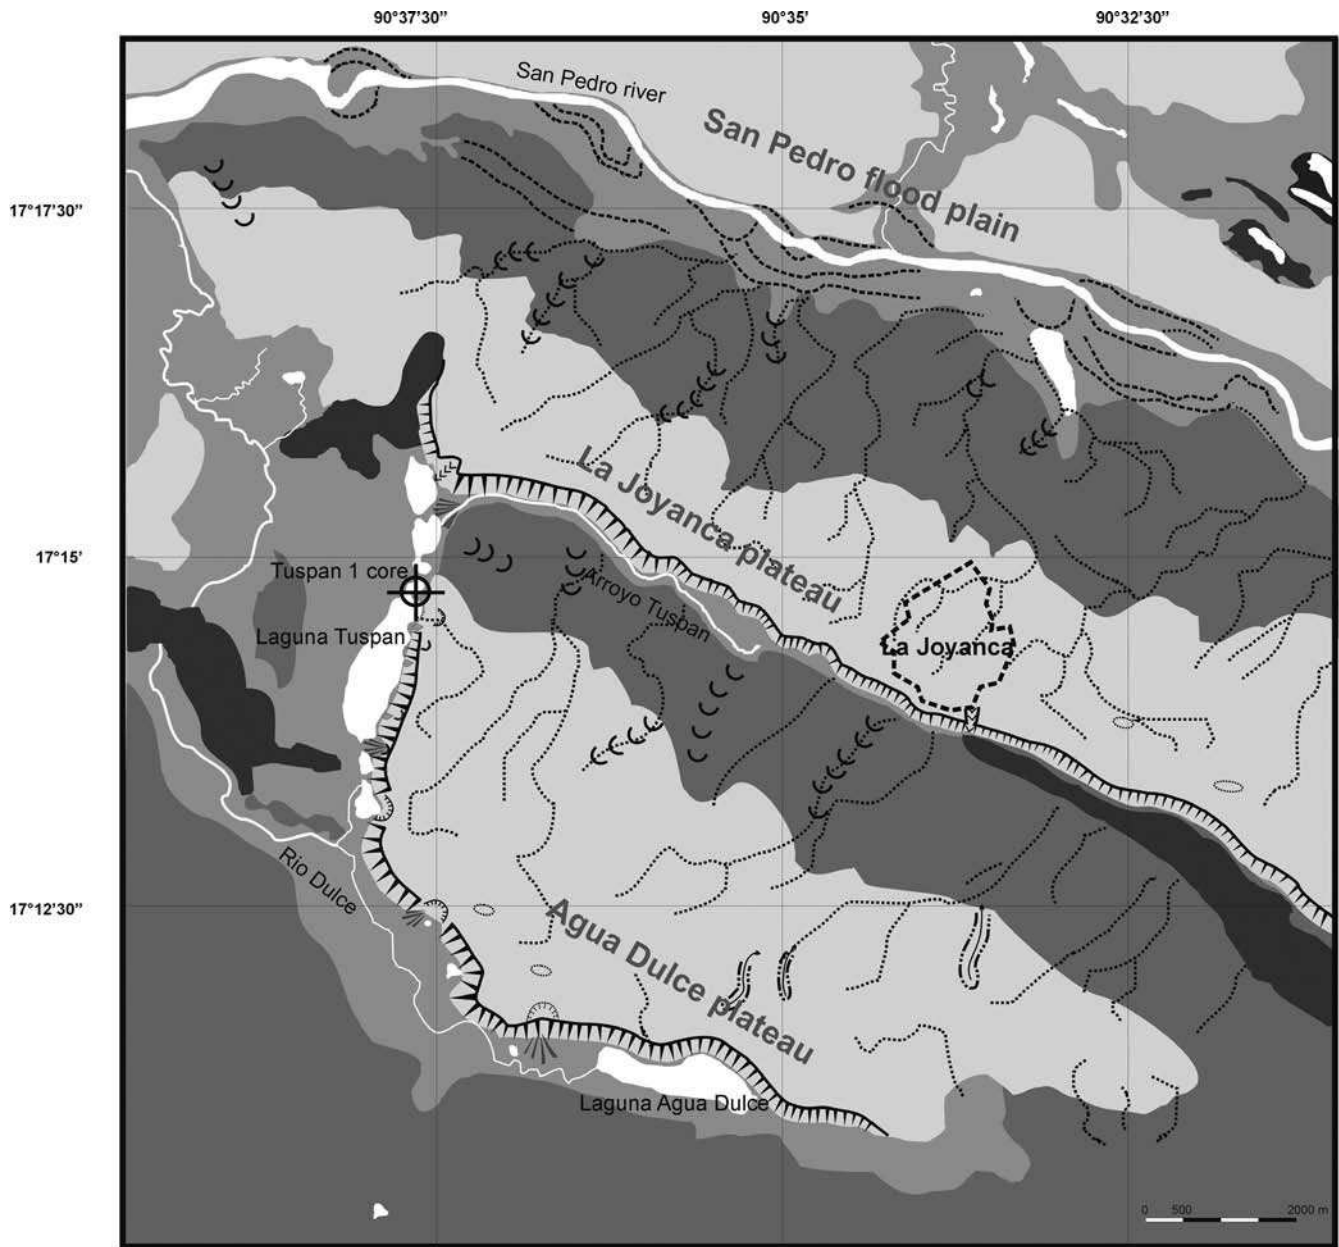 90°37’30”
90°35’
90°32’30”
San Pedro river
San Pedro flood plain
17°17’30”
La Joyanca plateau
17°15’
Tuspan 1 core
Arroyo Tuspan
Laguna Tuspan
La Joyanca
Rio Dulce
17°12’30”
Agua Dulce plateau
Laguna Agua Dulce
0 500 2000 m